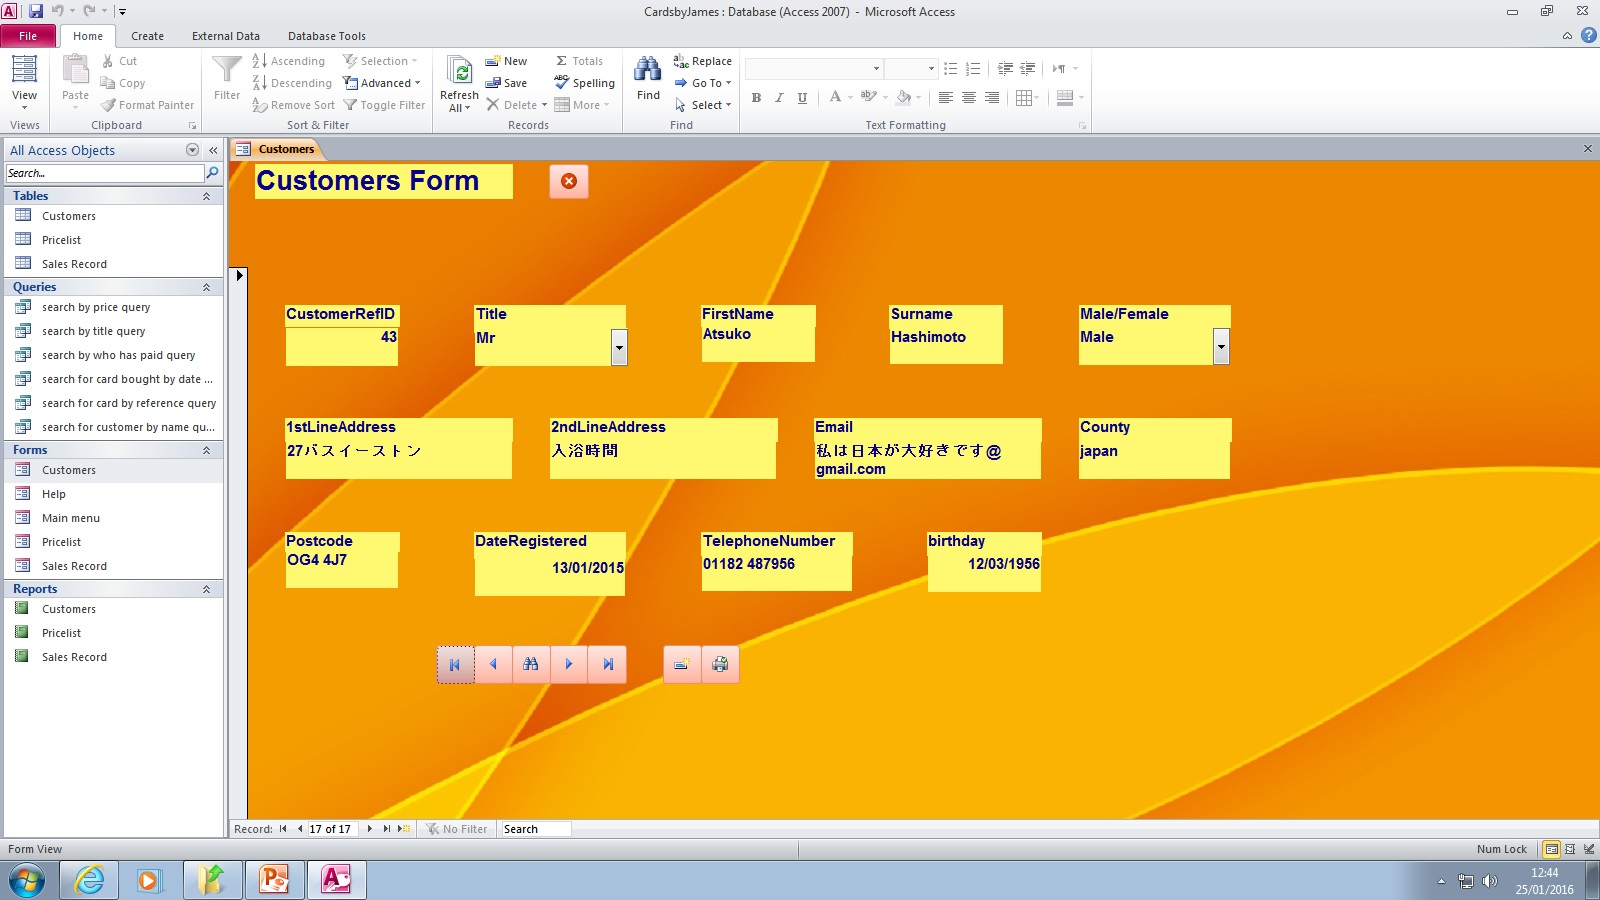 CardsbyJames : Database (Access 2007) - Microsoft Access
File Home Create External Data Database Tools
View
Views
Paste
Cut
Copy
Format Painter
Clipboard
Filter
Ascending
Descending
Remove Sort
Selection
Advanced
Toggle Filter
Sort & Filter
Refresh
All
New
Save
Delete
Totals
Spelling
More
Records
Find
Replace
Go To
Select
Find
B I U A ab
Text Formatting
All Access Objects
Search...
Tables
Customers
Pricelist
Sales Record
Queries
search by price query
search by title query
search by who has paid query
search for card bought by date ...
search for card by reference query
search for customer by name qu...
Forms
Customers
Help
Main menu
Pricelist
Sales Record
Reports
Customers
Pricelist
Sales Record
Customers
Customers Form
CustomerRefID Title FirstName Surname Male/Female
43 Mr Atsuko Hashimoto Male
1stLineAddress 2ndLineAddress Email County
27バスイーストン 入浴時間 私は日本が大好きです@ japan
gmail.com
Postcode DateRegistered TelephoneNumber birthday
OG4 4J7 13/01/2015 01182 487956 12/03/1956
Record: 17 of 17 No Filter Search
Form View Num Lock
12:44
25/01/2016